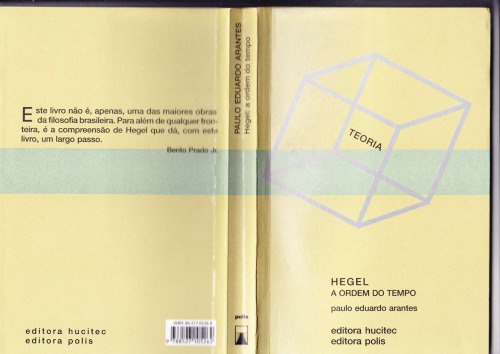 Este livro não é, apenas, uma das maiores obras
da filosofia brasileira. Para além de qualquer fron-
teira, é a compreensão de Hegel que dá, com este
livro, um largo passo.
Bento Prado Jr.
editora hucitec
editora polis
PAULO EDUARDO ARANTES
Hegel: a ordem do tempo
polis
TEORIA
HEGEL
A ORDEM DO TEMPO
paulo eduardo arantes
editora hucitec
editora polis